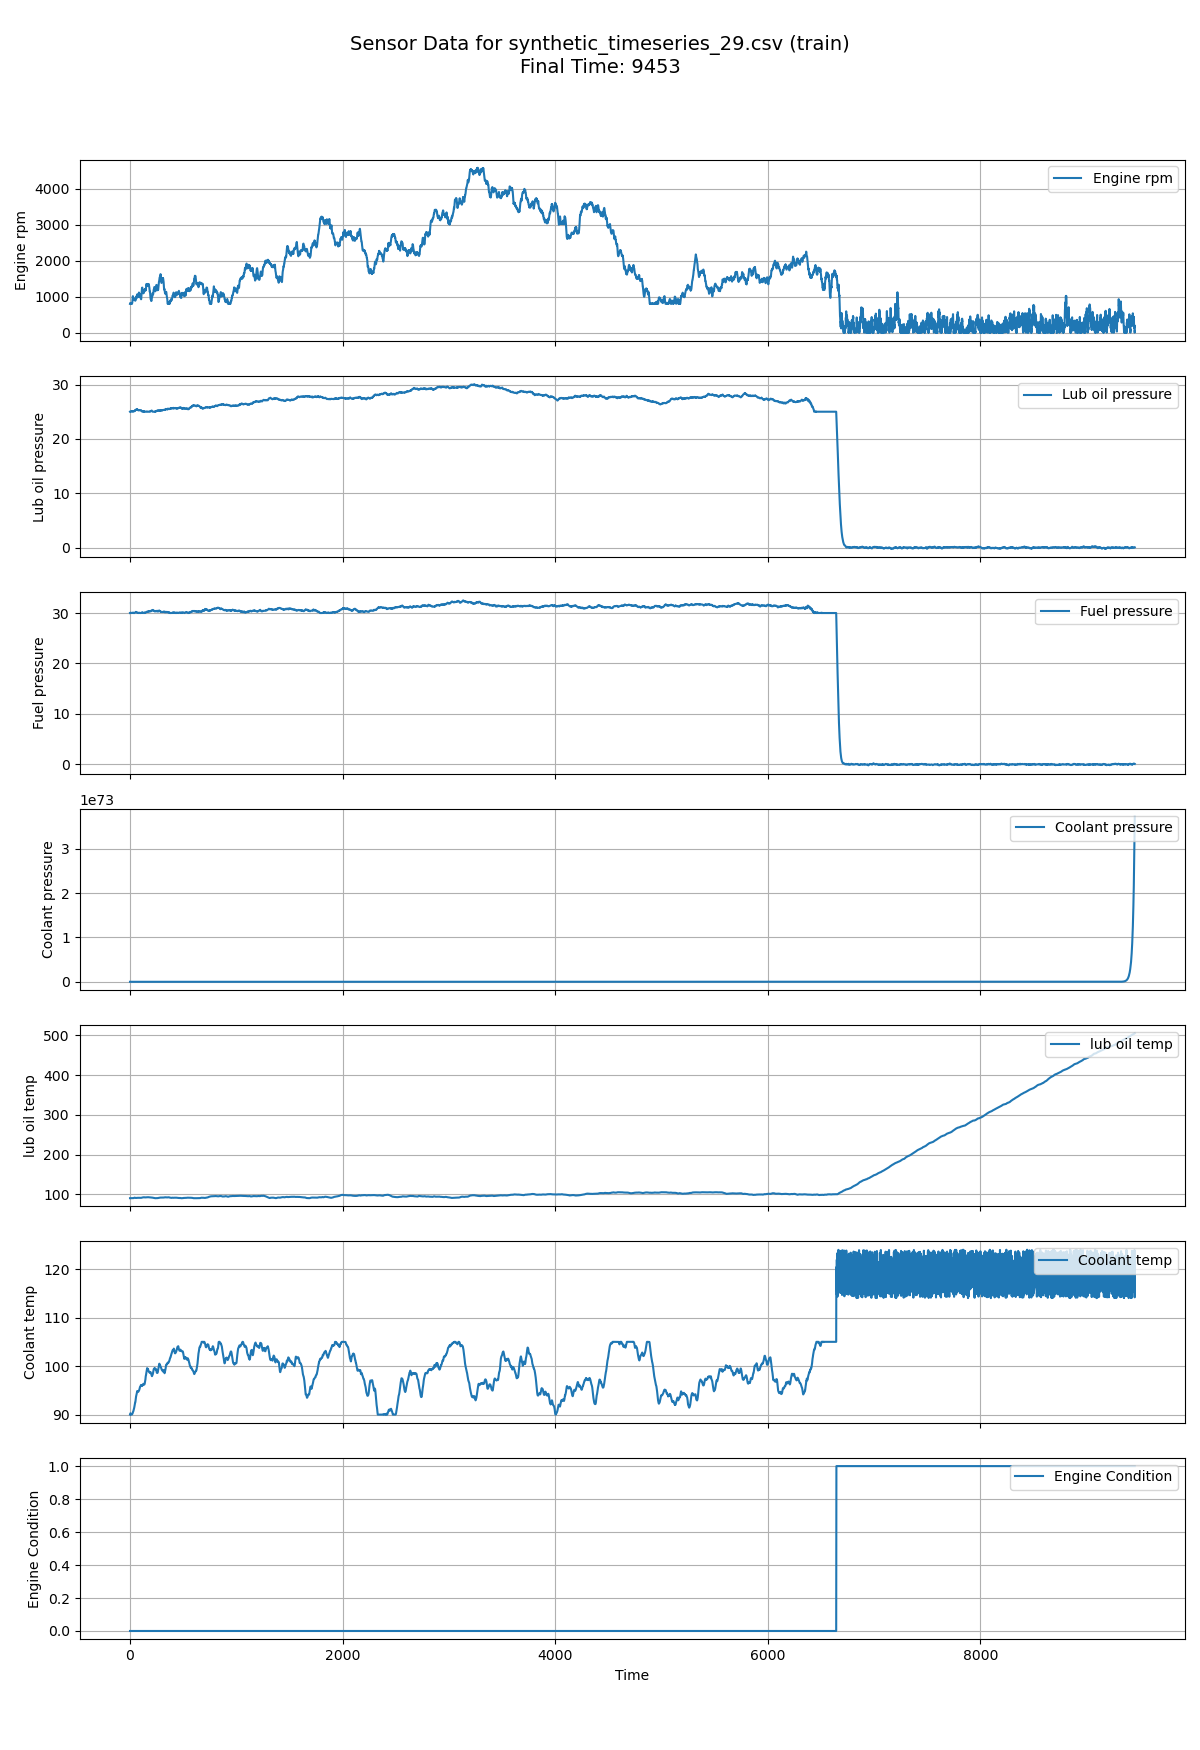 Sensor Data for synthetic_timeseries_29.csv (train)
Final Time: 9453
Engine rpm
4000
3000
2000
1000
0
Engine rpm
Lub oil pressure
30
20
10
0
Lub oil pressure
Fuel pressure
30
20
10
0
Fuel pressure
1e73
Coolant pressure
3
2
1
0
Coolant pressure
lub oil temp
500
400
300
200
100
lub oil temp
Coolant temp
120
110
100
90
Coolant temp
Engine Condition
1.0
0.8
0.6
0.4
0.2
0.0
Engine Condition
0 2000 4000 6000 8000
Time